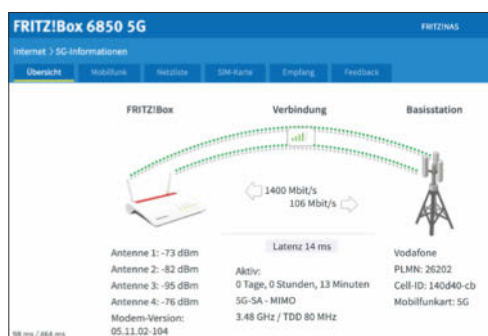 FRITZ!Box 6850 5G
FRITZ!NAS
Internet > 5G-Informationen
Übersicht Mobilfunk Netzliste SIM-Karte Empfang Feedback
FRITZ!Box Verbindung Basisstation
1400 Mbit/s
106 Mbit/s
Latenz 14 ms
Antenne 1: -73 dBm
Antenne 2: -82 dBm
Antenne 3: -95 dBm
Antenne 4: -76 dBm
Modem-Version:
05.11.02-104
Aktiv:
0 Tage, 0 Stunden, 13 Minuten
5G-SA - MIMO
3.48 GHz / TDD 80 MHz
Vodafone
PLMN: 26202
Cell-ID: 140d40-cb
Mobilfunkart: 5G